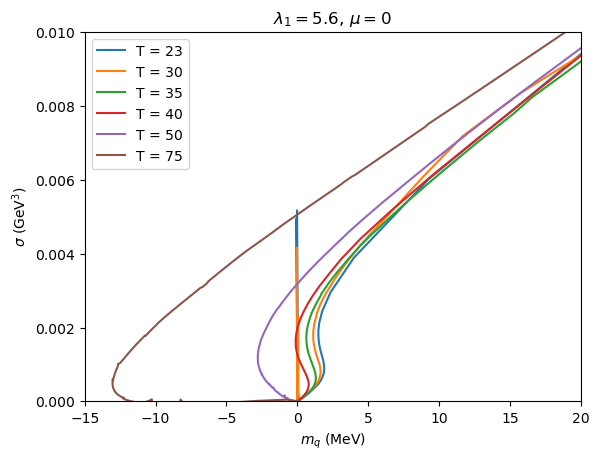 λ₁ = 5.6, μ = 0
T = 23
T = 30
T = 35
T = 40
T = 50
T = 75
0.010
0.008
0.006
0.004
0.002
0.000
σ (GeV³)
−15 −10 −5 0 5 10 15 20
m_q (MeV)